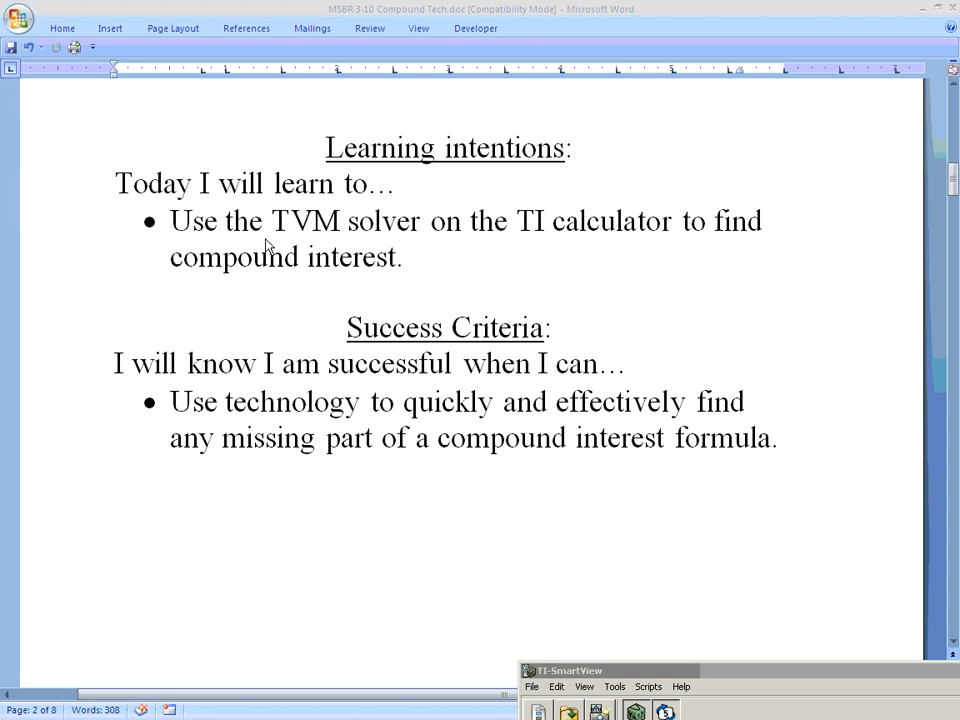 MSBR 3-10 Compound Tech.doc [Compatibility Mode] - Microsoft Word
Home Insert Page Layout References Mailings Review View Developer
Learning intentions:
Today I will learn to…
• Use the TVM solver on the TI calculator to find
compound interest.
Success Criteria:
I will know I am successful when I can…
• Use technology to quickly and effectively find
any missing part of a compound interest formula.
TI-SmartView
File Edit View Tools Scripts Help
Page: 2 of 8 Words: 308